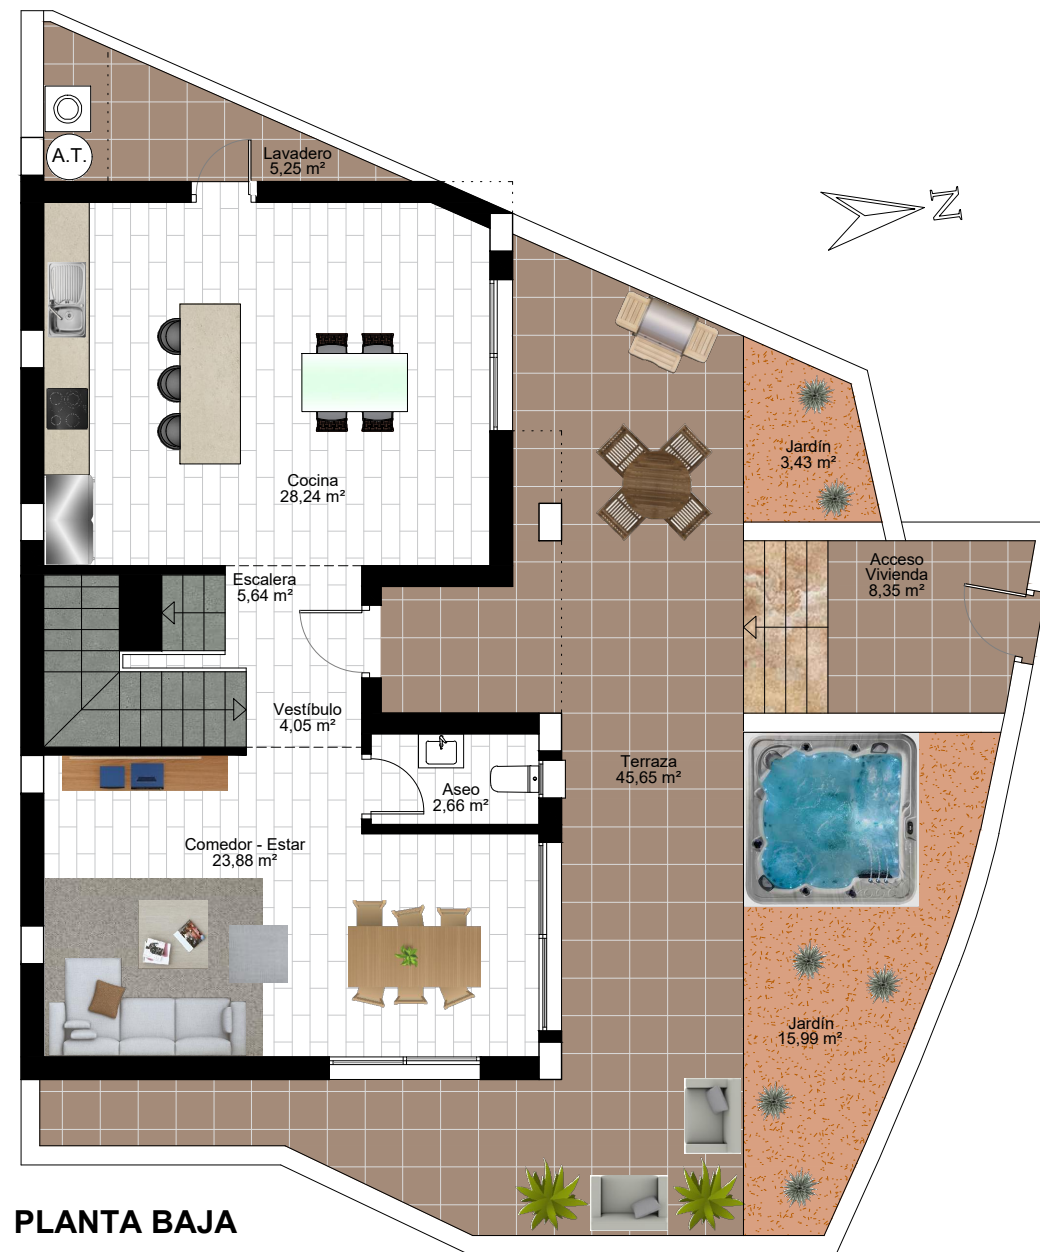 A.T.
Lavadero
5,25 m²
N
Cocina
28,24 m²
Jardín
3,43 m²
Escalera
5,64 m²
Acceso
Vivienda
8,35 m²
Vestíbulo
4,05 m²
Terraza
45,65 m²
Aseo
2,66 m²
Comedor - Estar
23,88 m²
Jardín
15,99 m²
PLANTA BAJA